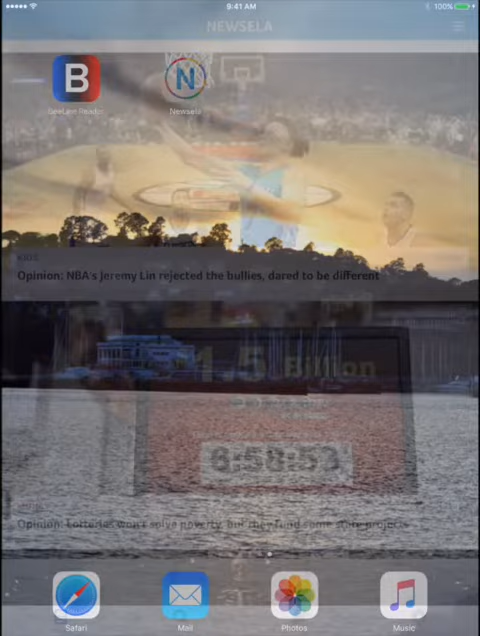 9:41 AM 100%
NEWSELA
B N
BeeLine Reader Newsela
KIDS
Opinion: NBA's Jeremy Lin rejected the bullies, dared to be different
1.5 Billion
6:58:53
Opinion: Lotteries won't solve poverty, but they fund some state projects
Safari Mail Photos Music